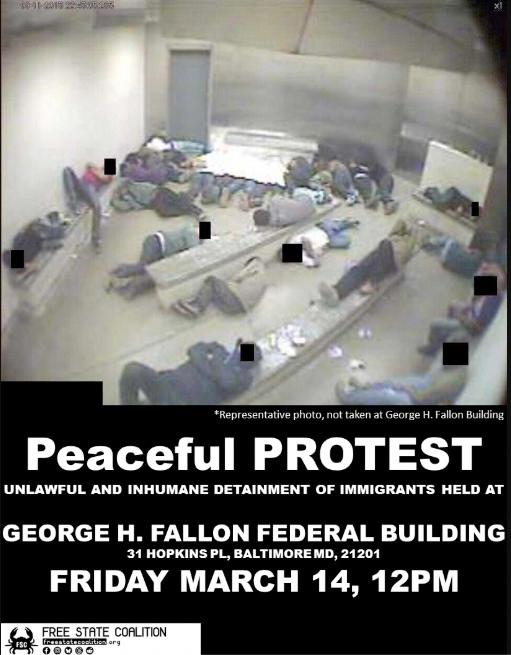 *Representative photo, not taken at George H. Fallon Building
Peaceful PROTEST
UNLAWFUL AND INHUMANE DETAINMENT OF IMMIGRANTS HELD AT
GEORGE H. FALLON FEDERAL BUILDING
31 HOPKINS PL, BALTIMORE MD, 21201
FRIDAY MARCH 14, 12PM
FSC
FREE STATE COALITION
freestatecoalition.org